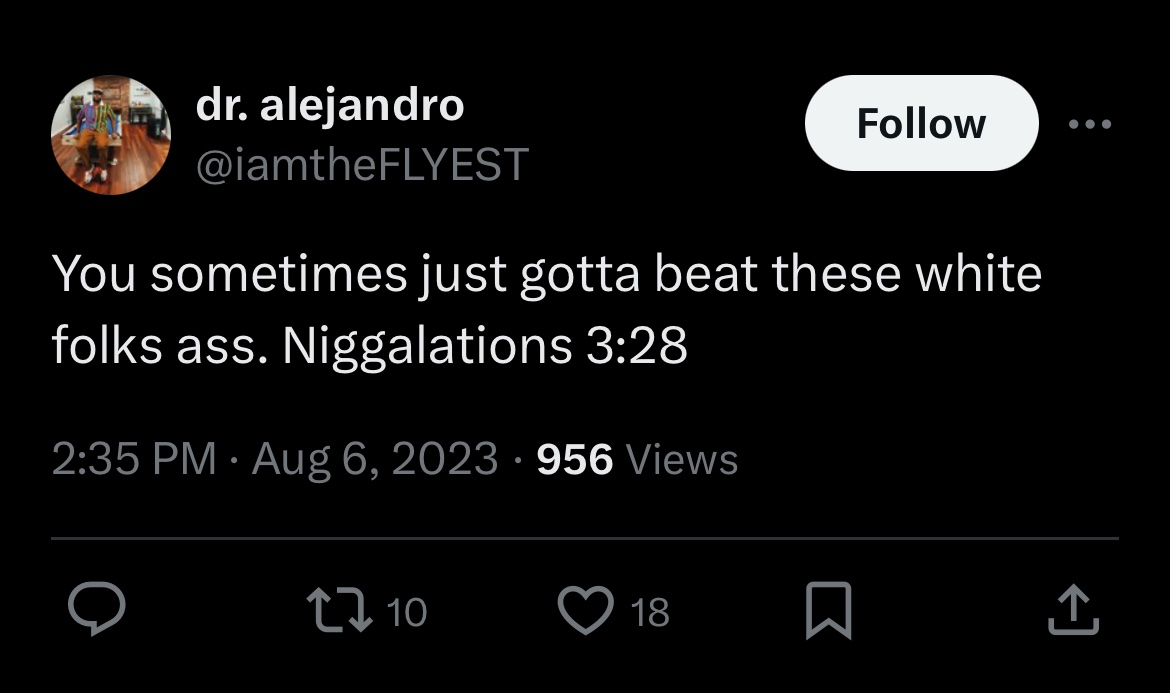 dr. alejandro
@iamtheFLYEST
Follow
You sometimes just gotta beat these white
folks ass. Niggalations 3:28
2:35 PM · Aug 6, 2023 · 956 Views
10
18